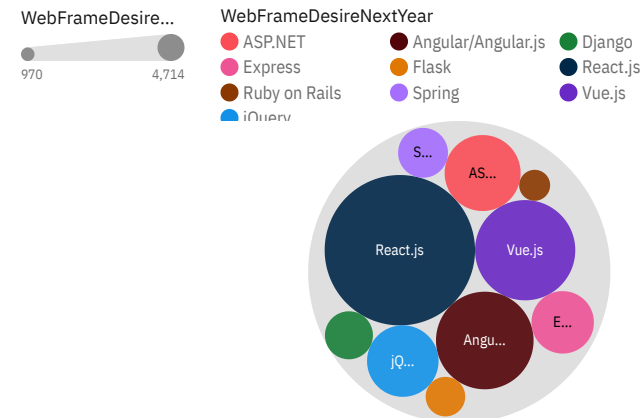 WebFrameDesire...
970 4,714
WebFrameDesireNextYear
ASP.NET Angular/Angular.js Django
Express Flask React.js
Ruby on Rails Spring Vue.js
jQuery
S...
AS...
React.js Vue.js
E...
Angu...
jQ...